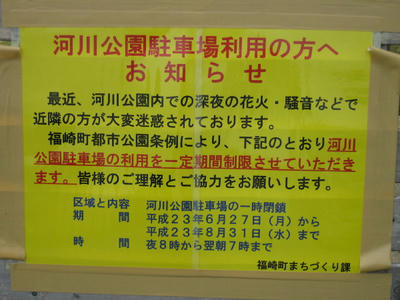 河川公園駐車場利用の方へ
お知らせ
最近、河川公園内での深夜の花火・騒音などで
近隣の方が大変迷惑されております。
福崎町都市公園条例により、下記のとおり河川
公園駐車場の利用を一定期間制限させていただき
ます。皆様のご理解とご協力をお願いします。
区域と内容 河川公園駐車場の一時閉鎖
期 間 平成23年6月27日(月)から
平成23年8月31日(水)まで
時 間 夜8時から翌朝7時まで
福崎町まちづくり課